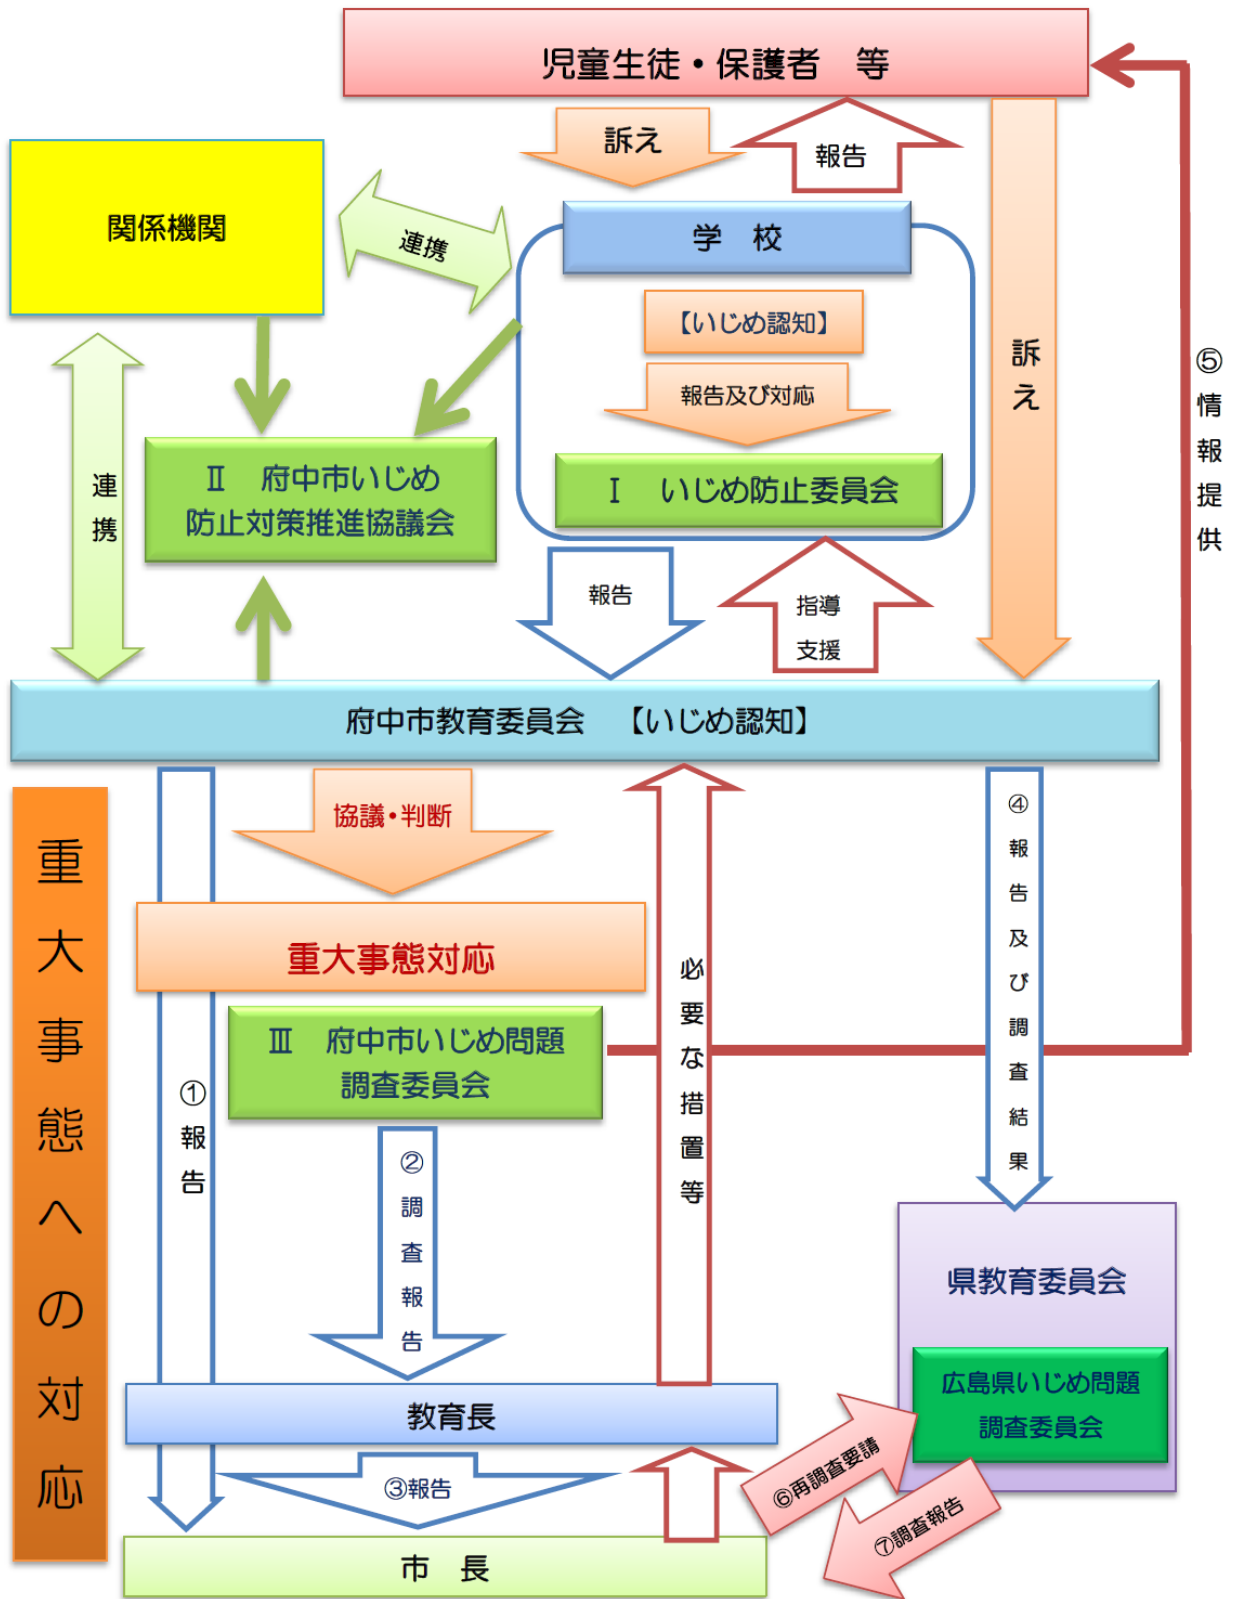 児童生徒・保護者　等
訴え
報告
関係機関
連携
学　校
【いじめ認知】
報告及び対応
Ⅰ　いじめ防止委員会
訴え
⑤情報提供
連携
Ⅱ　府中市いじめ
防止対策推進協議会
報告
指導
支援
府中市教育委員会　【いじめ認知】
重大事態への対応
協議・判断
重大事態対応
Ⅲ　府中市いじめ問題
調査委員会
①報告
②調査報告
必要な措置等
④報告及び調査結果
県教育委員会
広島県いじめ問題
調査委員会
教育長
③報告
⑥再調査要請
⑦調査報告
市　長